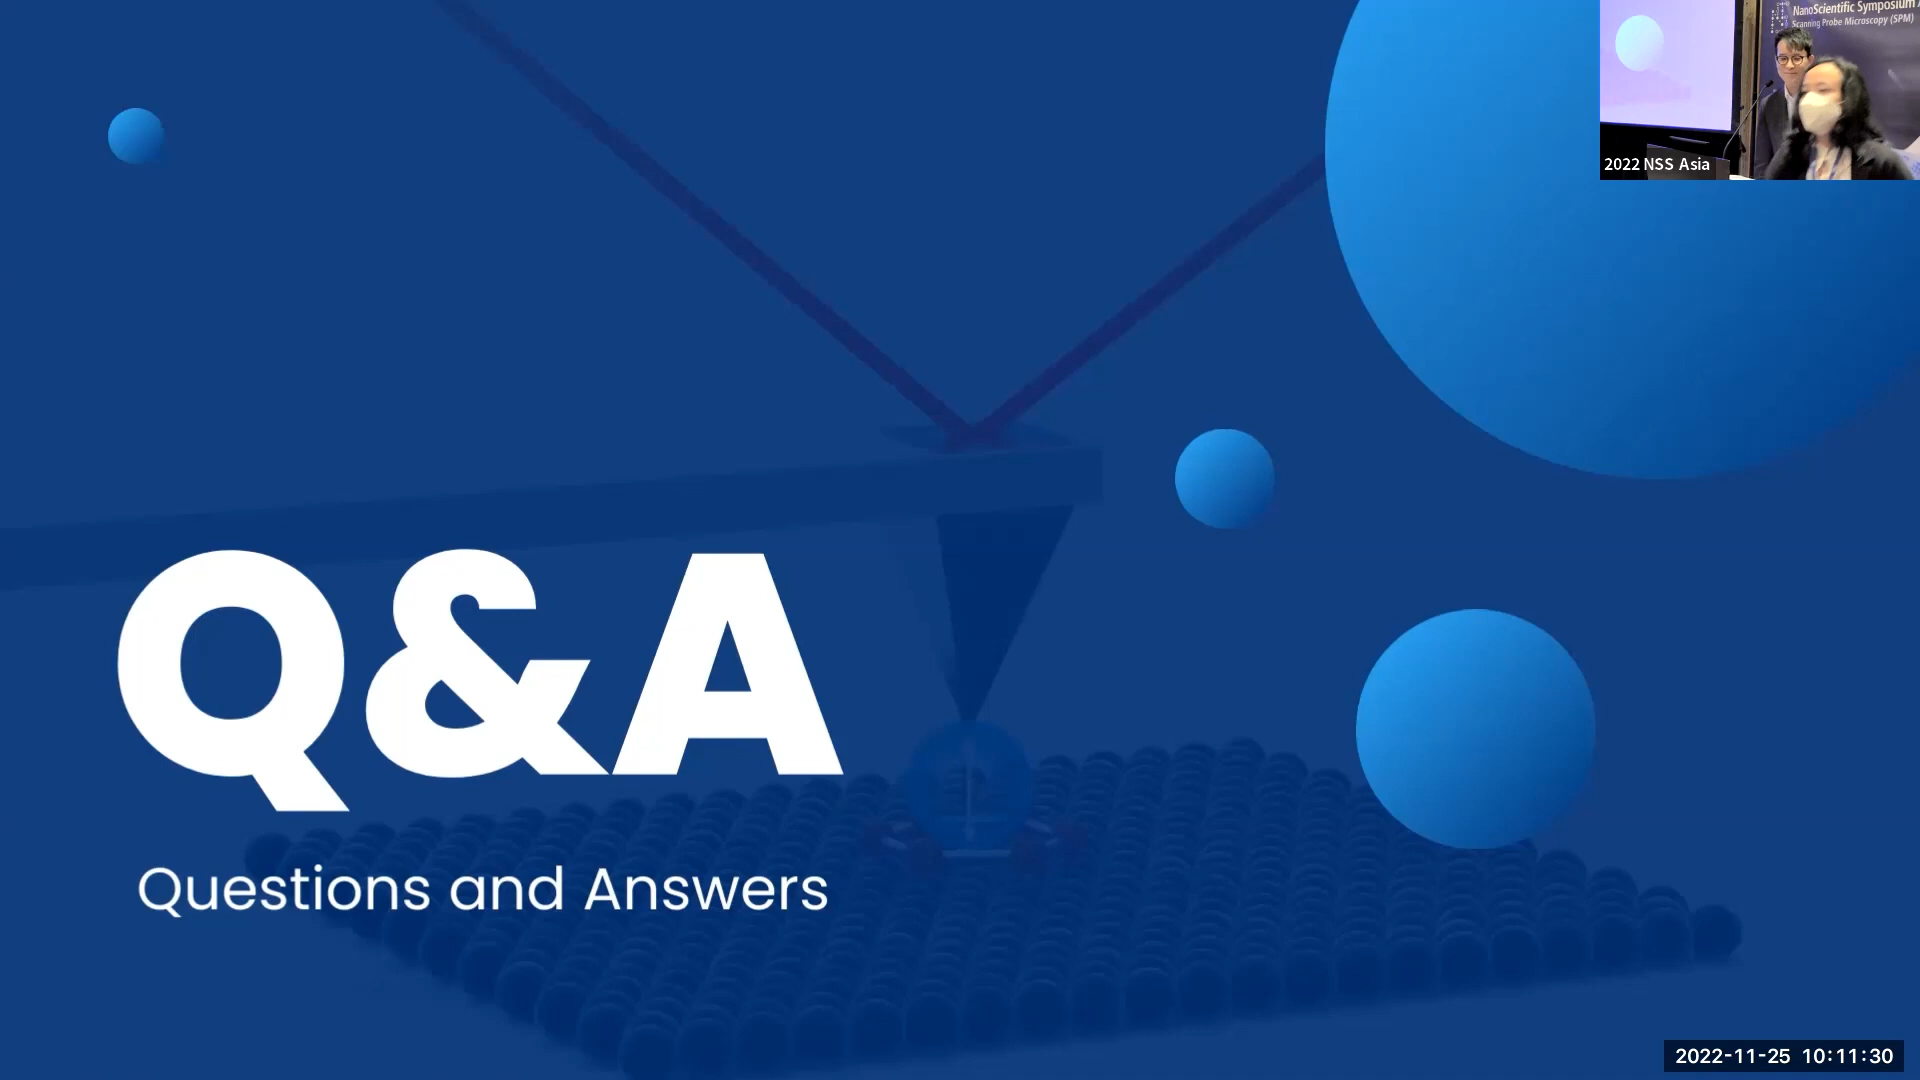 NanoScientific Symposium
Scanning Probe Microscopy (SPM)
2022 NSS Asia
Q&A
Questions and Answers
2022-11-25 10:11:30